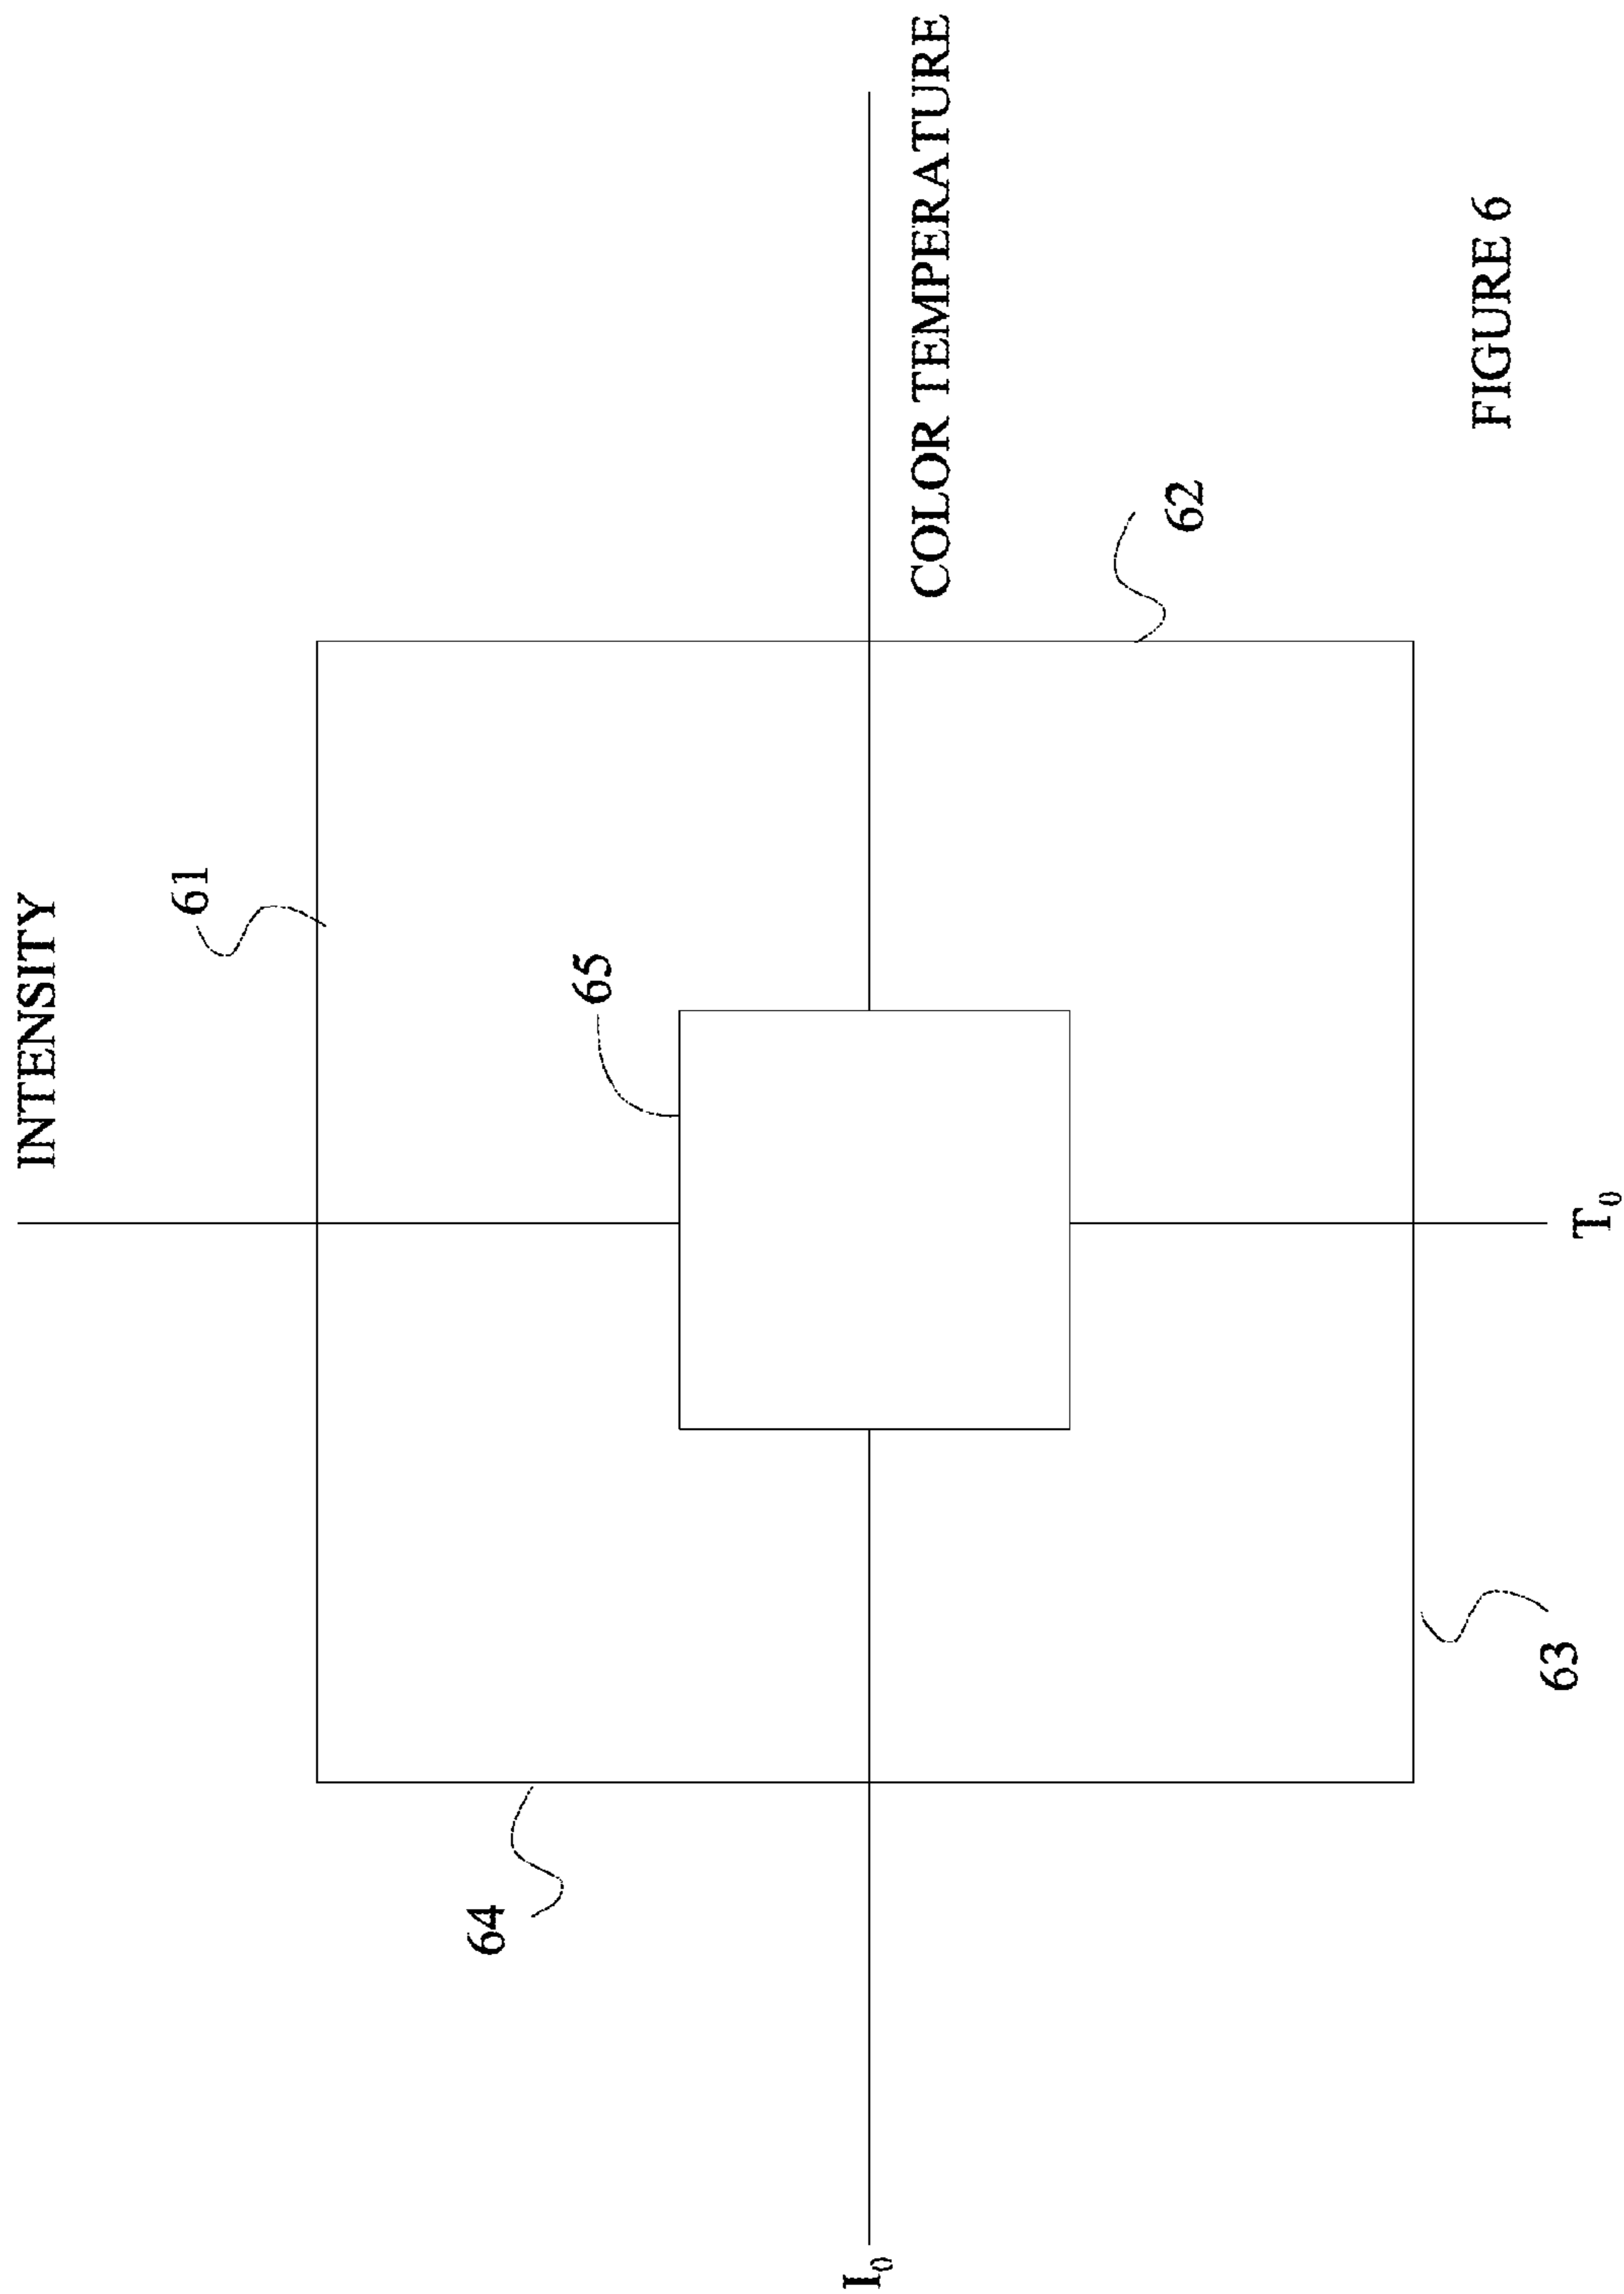 INTENSITY
61
65
COLOR TEMPERATURE
62
64
I₀
63
T₀
FIGURE 6